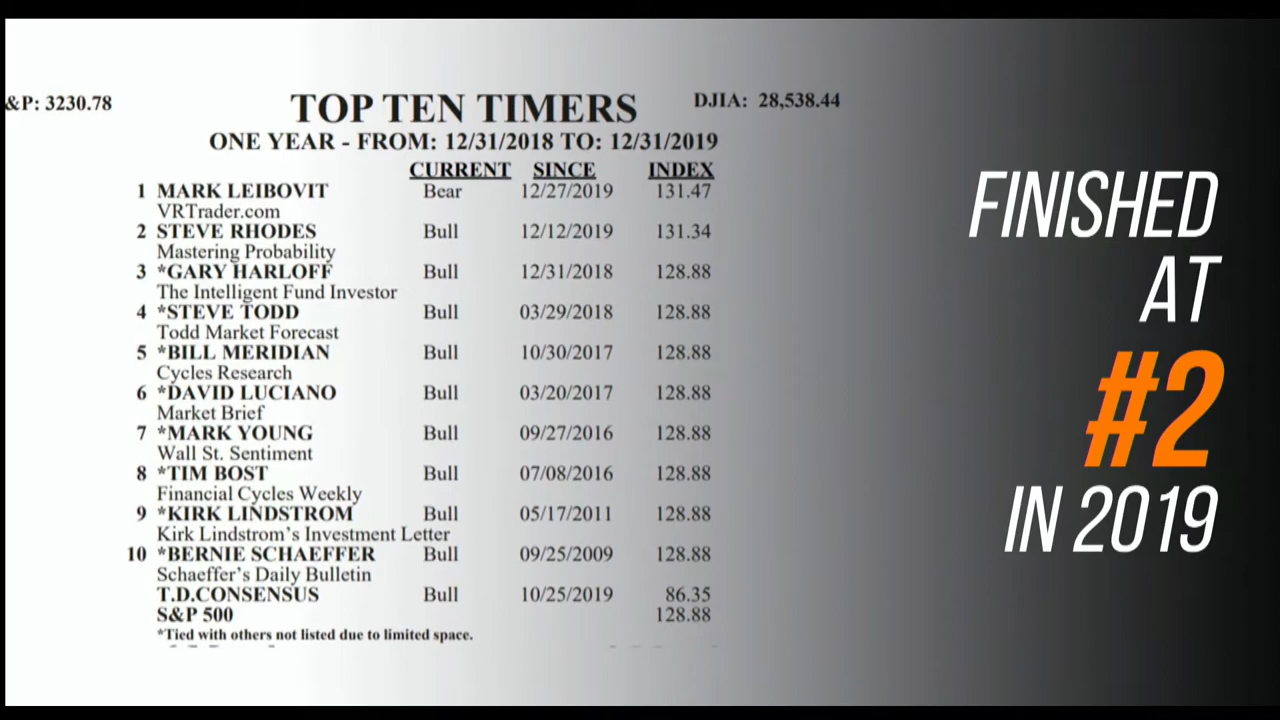 &P: 3230.78
TOP TEN TIMERS
DJIA: 28,538.44
ONE YEAR - FROM: 12/31/2018 TO: 12/31/2019
CURRENT SINCE INDEX
1 MARK LEIBOVIT Bear 12/27/2019 131.47
VRTrader.com
2 STEVE RHODES Bull 12/12/2019 131.34
Mastering Probability
3 *GARY HARLOFF Bull 12/31/2018 128.88
The Intelligent Fund Investor
4 *STEVE TODD Bull 03/29/2018 128.88
Todd Market Forecast
5 *BILL MERIDIAN Bull 10/30/2017 128.88
Cycles Research
6 *DAVID LUCIANO Bull 03/20/2017 128.88
Market Brief
7 *MARK YOUNG Bull 09/27/2016 128.88
Wall St. Sentiment
8 *TIM BOST Bull 07/08/2016 128.88
Financial Cycles Weekly
9 *KIRK LINDSTROM Bull 05/17/2011 128.88
Kirk Lindstrom's Investment Letter
10 *BERNIE SCHAEFFER Bull 09/25/2009 128.88
Schaeffer's Daily Bulletin
T.D.CONSENSUS Bull 10/25/2019 86.35
S&P 500 128.88
*Tied with others not listed due to limited space.
FINISHED
AT
#2
IN 2019